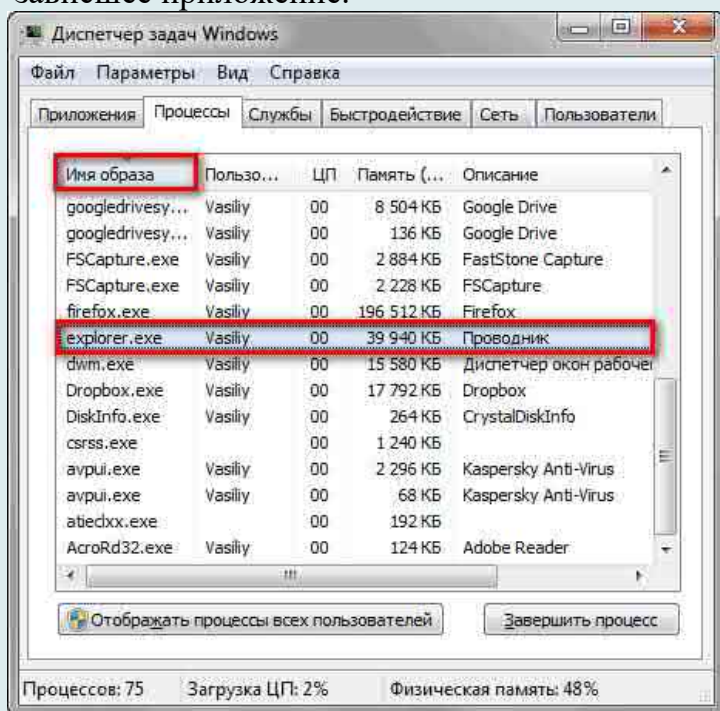 зависшее приложение.
Диспетчер задач Windows
Файл Параметры Вид Справка
Приложения Процессы Службы Быстродействие Сеть Пользователи
Имя образа Пользо... ЦП Память (... Описание
googledrivesy... Vasiliy 00 8 504 КБ Google Drive
googledrivesy... Vasiliy 00 136 КБ Google Drive
FSCapture.exe Vasiliy 00 2 884 КБ FastStone Capture
FSCapture.exe Vasiliy 00 2 228 КБ FSCapture
firefox.exe Vasiliy 00 196 512 КБ Firefox
explorer.exe Vasiliy 00 39 940 КБ Проводник
dwm.exe Vasiliy 00 15 580 КБ Диспетчер окон рабочег
Dropbox.exe Vasiliy 00 17 792 КБ Dropbox
DiskInfo.exe Vasiliy 00 264 КБ CrystalDiskInfo
csrss.exe 00 1 240 КБ
avpui.exe Vasiliy 00 2 296 КБ Kaspersky Anti-Virus
avpui.exe Vasiliy 00 68 КБ Kaspersky Anti-Virus
atieclxx.exe 00 192 КБ
AcroRd32.exe Vasiliy 00 124 КБ Adobe Reader
Отображать процессы всех пользователей Завершить процесс
Процессов: 75 Загрузка ЦП: 2% Физическая память: 48%